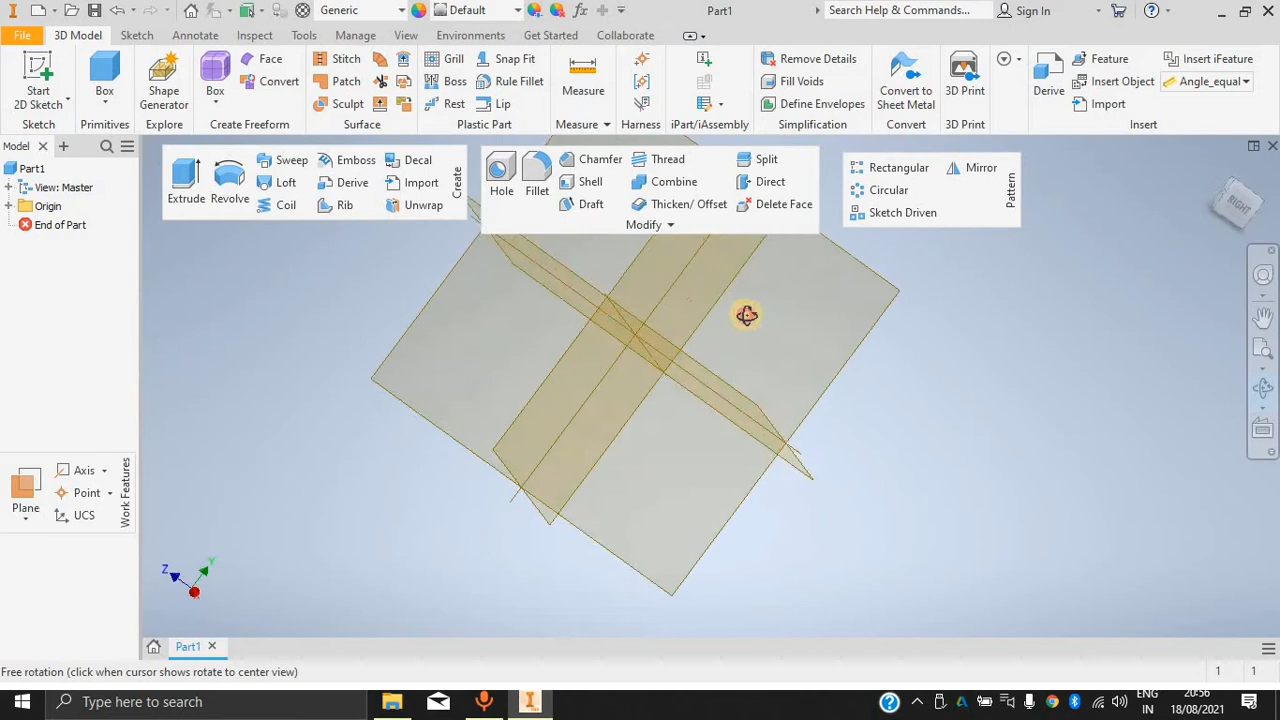 Generic Default Part1 Search Help & Commands... Sign In
File 3D Model Sketch Annotate Inspect Tools Manage View Environments Get Started Collaborate
Start 2D Sketch
Sketch
Box
Primitives
Shape Generator
Explore
Box
Face
Convert
Create Freeform
Stitch
Patch
Sculpt
Surface
Grill
Boss
Rest
Snap Fit
Rule Fillet
Lip
Plastic Part
Measure
Measure
Harness
iPart/iAssembly
Remove Details
Fill Voids
Define Envelopes
Simplification
Convert to Sheet Metal
Convert
3D Print
3D Print
Derive
Feature
Insert Object
Import
Insert iFeature
Angle_equal
Insert
Model
Part1
View: Master
Origin
End of Part
Extrude
Revolve
Sweep
Loft
Coil
Emboss
Derive
Rib
Decal
Import
Unwrap
Create
Hole
Fillet
Chamfer
Shell
Draft
Thread
Combine
Thicken/ Offset
Split
Direct
Delete Face
Modify
Rectangular
Circular
Sketch Driven
Mirror
Pattern
RIGHT
Plane
Axis
Point
UCS
Work Features
Z
Y
Part1
Free rotation (click when cursor shows rotate to center view) 1 1
Type here to search
ENG
IN
20:56
18/08/2021